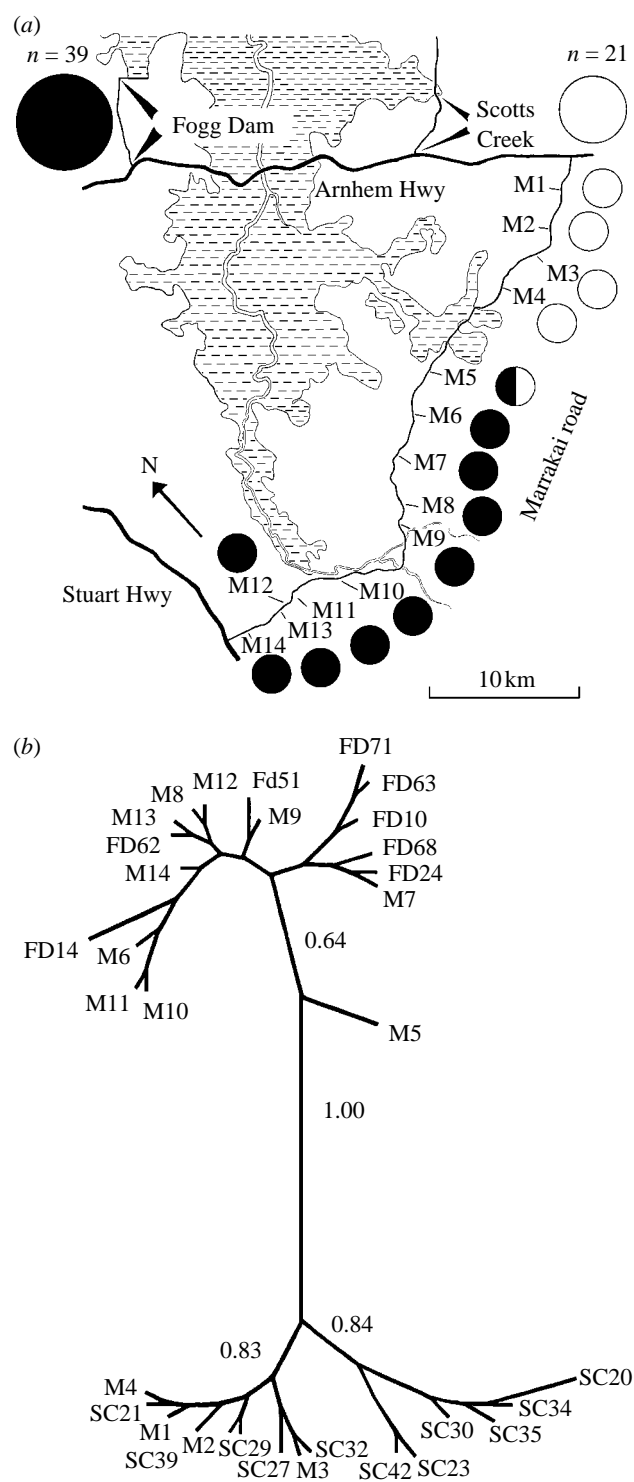 (a)
n = 39
n = 21
Fogg Dam
Scotts
Creek
Arnhem Hwy
M1
M2
M3
M4
M5
M6
M7
M8
M9
Marrakai road
N
Stuart Hwy
M12
M10
M11
M13
M14
10 km
(b)
FD71
M12
Fd51
FD63
M8
M13
M9
FD10
FD62
FD68
M14
FD24
M7
FD14
M6
0.64
M11
M10
M5
1.00
0.84
0.83
M4
SC20
SC21
SC34
M1
SC30
SC35
SC39
M2
SC29
SC32
SC27
M3
SC42
SC23